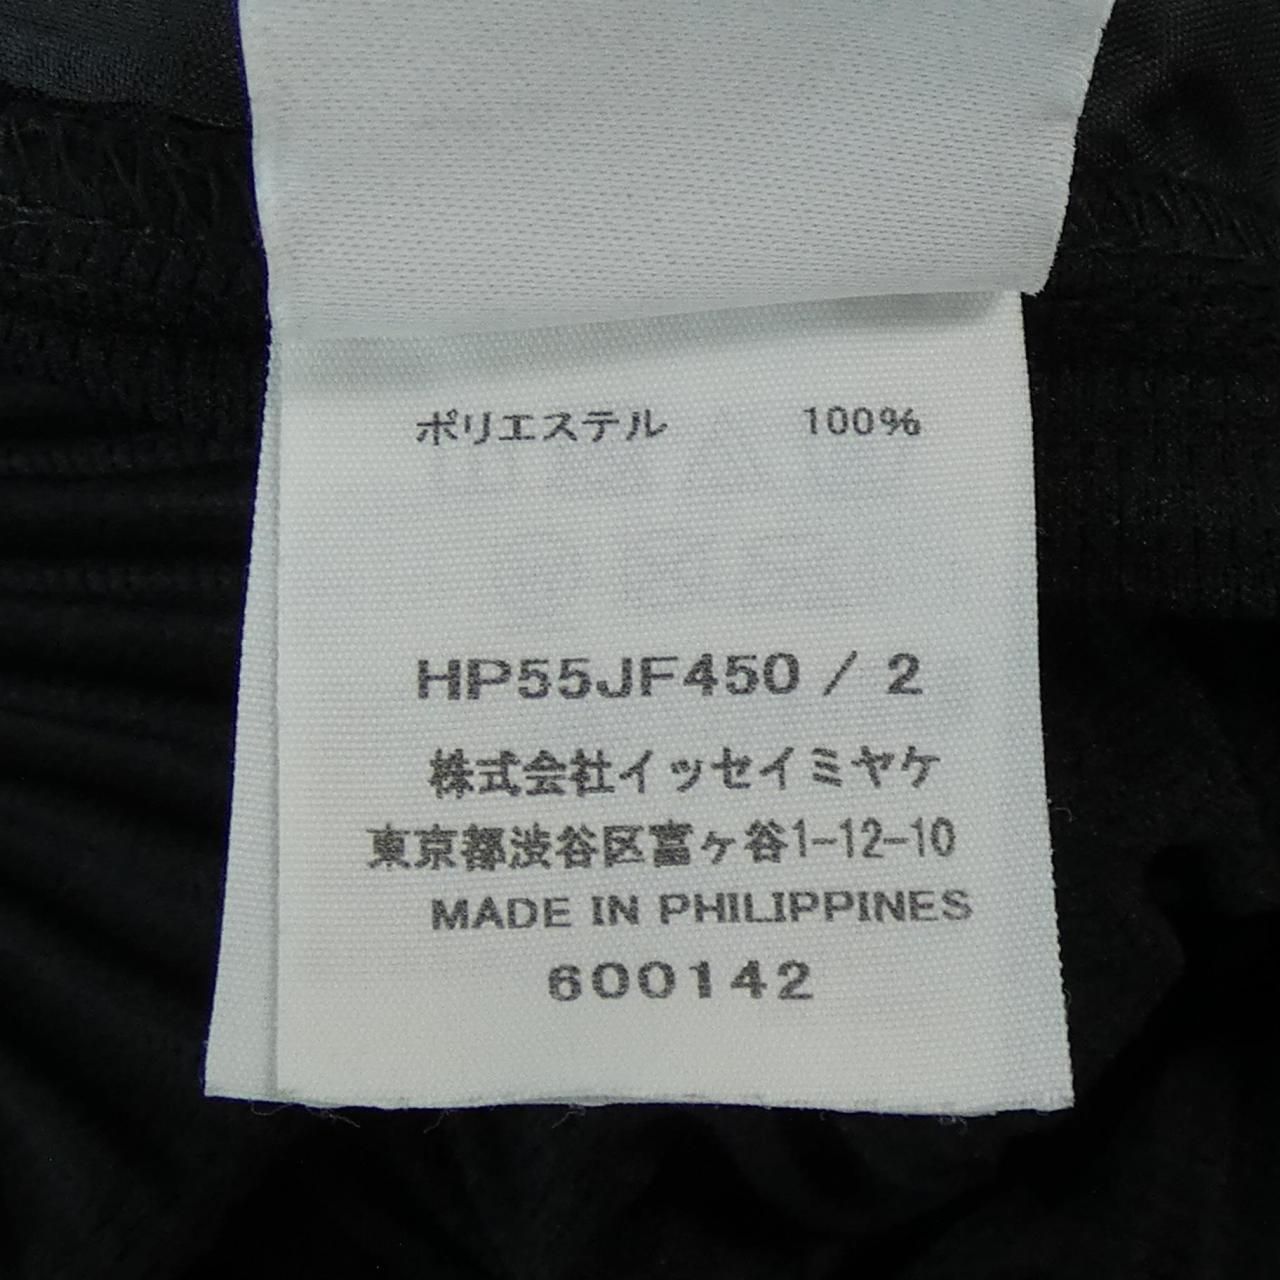 ポリエステル 100%
HP55JF450 / 2
株式会社イッセイミヤケ
東京都渋谷区富ヶ谷1-12-10
MADE IN PHILIPPINES
600142